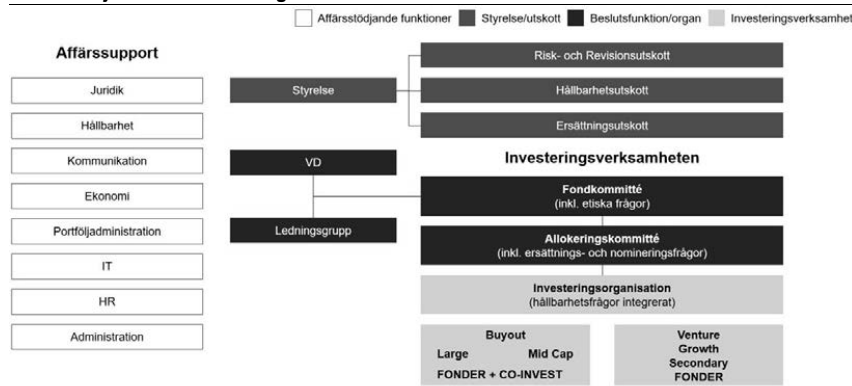 Affärsstödjande funktioner
Styrelse/utskott
Beslutsfunktion/organ
Investeringsverksamhet
Affärssupport
Juridik
Hållbarhet
Kommunikation
Ekonomi
Portföljadministration
IT
HR
Administration
Styrelse
Risk- och Revisionsutskott
Hållbarhetsutskott
Ersättningsutskott
VD
Ledningsgrupp
Investeringsverksamheten
Fondkommitté
(inkl. etiska frågor)
Allokeringskommitté
(inkl. ersättnings- och nomineringsfrågor)
Investeringsorganisation
(hållbarhetsfrågor integrerat)
Buyout
Large Mid Cap
FONDER + CO-INVEST
Venture
Growth
Secondary
FONDER